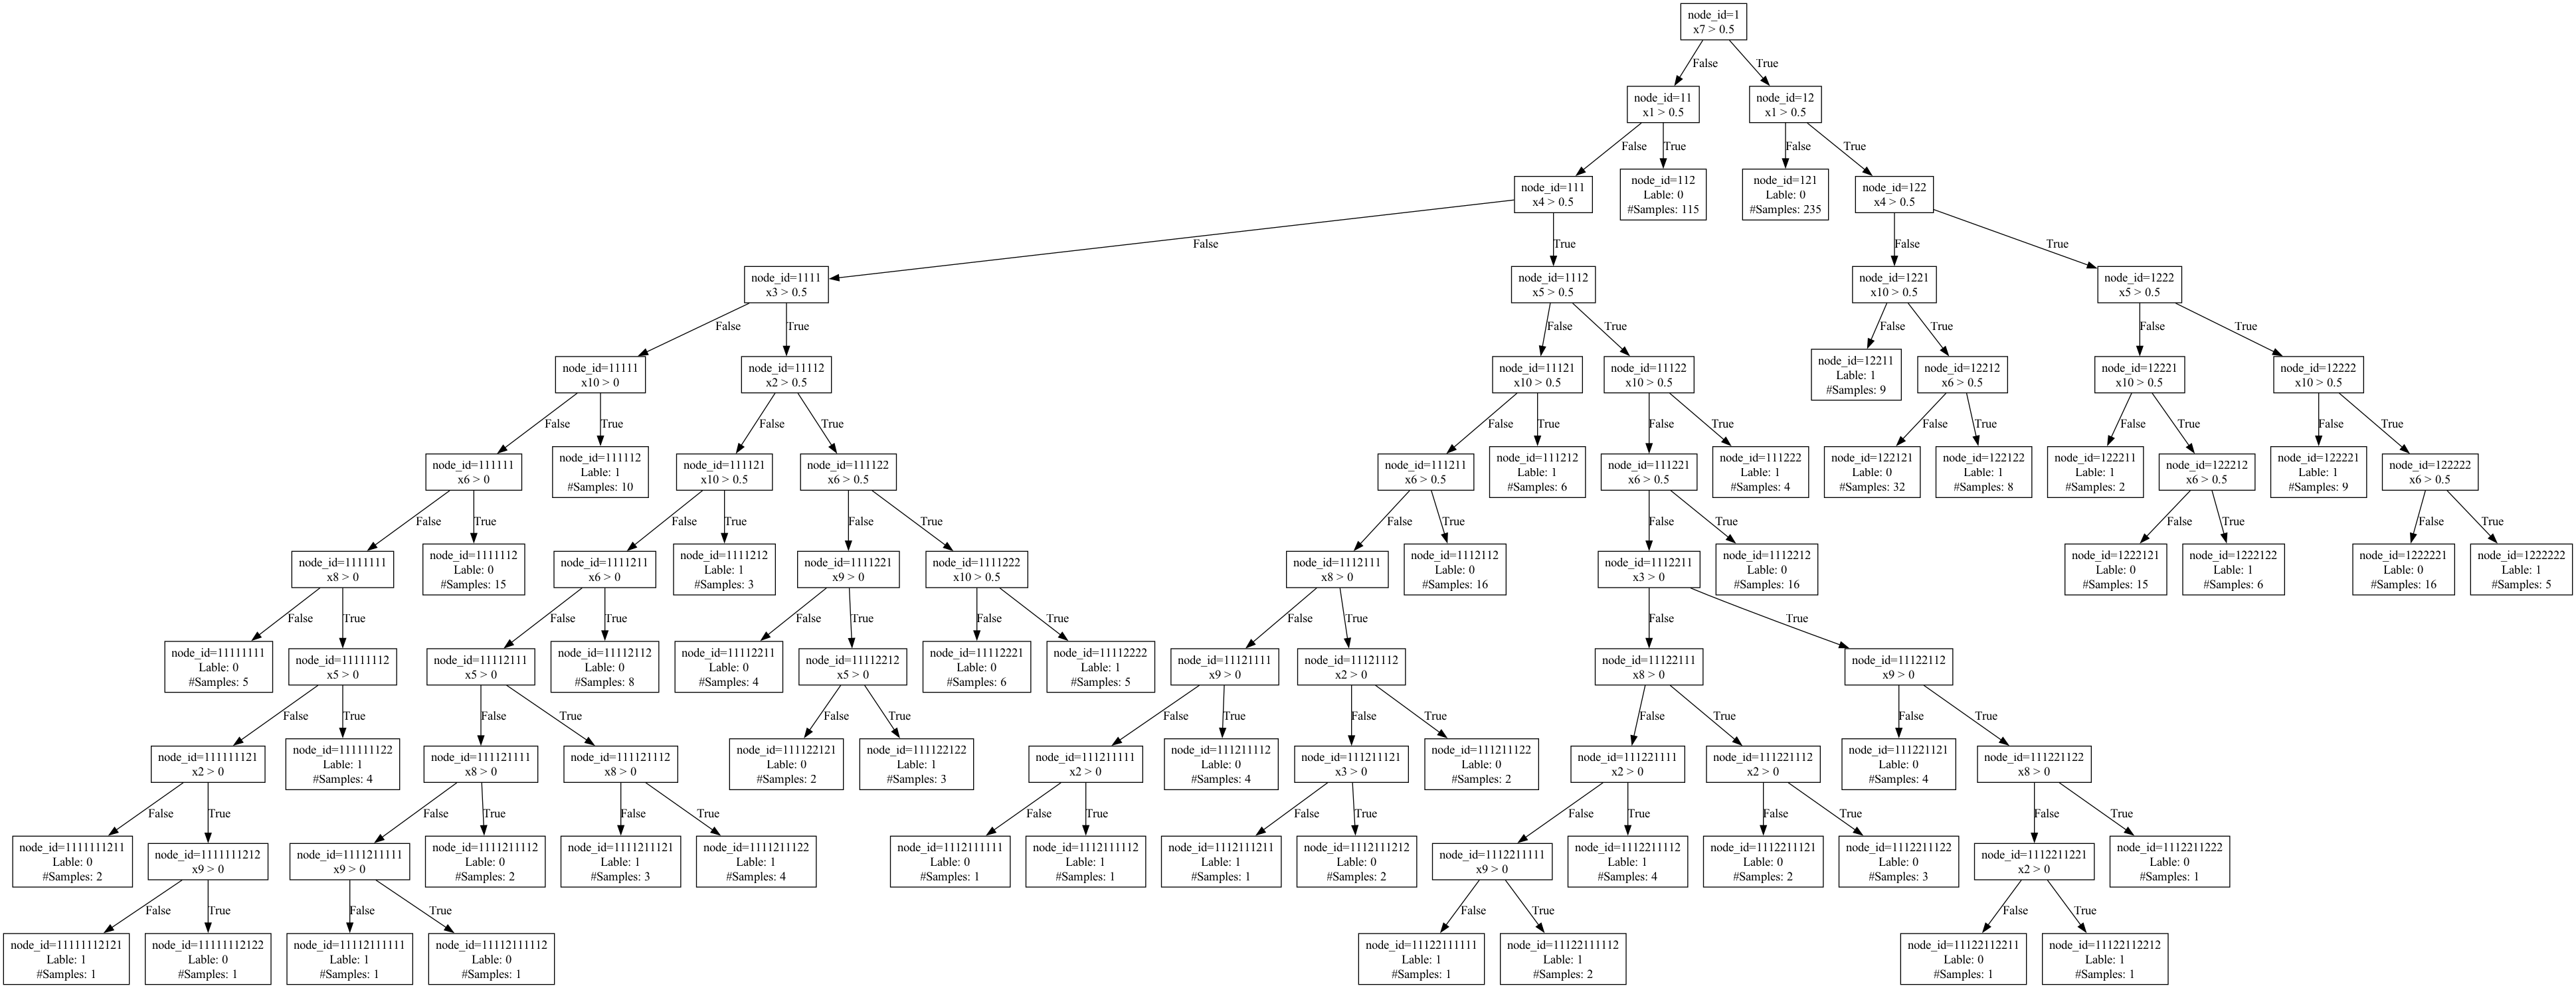 node_id=1
x7 > 0.5
False
True
node_id=11
x1 > 0.5
node_id=12
x1 > 0.5
False
True
False
True
node_id=111
x4 > 0.5
node_id=112
Lable: 0
#Samples: 115
node_id=121
Lable: 0
#Samples: 235
node_id=122
x4 > 0.5
False
True
False
True
node_id=1111
x3 > 0.5
node_id=1112
x5 > 0.5
node_id=1221
x10 > 0.5
node_id=1222
x5 > 0.5
False
True
False
True
False
True
False
True
node_id=11111
x10 > 0
node_id=11112
x2 > 0.5
node_id=11121
x10 > 0.5
node_id=11122
x10 > 0.5
node_id=12211
Lable: 1
#Samples: 9
node_id=12212
x6 > 0.5
node_id=12221
x10 > 0.5
node_id=12222
x10 > 0.5
False
True
False
True
False
True
False
True
False
True
False
True
False
True
node_id=111111
x6 > 0
node_id=111112
Lable: 1
#Samples: 10
node_id=111121
x10 > 0.5
node_id=111122
x6 > 0.5
node_id=111211
x6 > 0.5
node_id=111212
Lable: 1
#Samples: 6
node_id=111221
x6 > 0.5
node_id=111222
Lable: 1
#Samples: 4
node_id=122121
Lable: 0
#Samples: 32
node_id=122122
Lable: 1
#Samples: 8
node_id=122211
Lable: 1
#Samples: 2
node_id=122212
x6 > 0.5
node_id=122221
Lable: 1
#Samples: 9
node_id=122222
x6 > 0.5
False
True
False
True
False
True
False
True
False
True
False
True
False
True
node_id=1111111
x8 > 0
node_id=1111112
Lable: 0
#Samples: 15
node_id=1111211
x6 > 0
node_id=1111212
Lable: 1
#Samples: 3
node_id=1111221
x9 > 0
node_id=1111222
x10 > 0.5
node_id=1112111
x8 > 0
node_id=1112112
Lable: 0
#Samples: 16
node_id=1112211
x3 > 0
node_id=1112212
Lable: 0
#Samples: 16
node_id=1222121
Lable: 0
#Samples: 15
node_id=1222122
Lable: 1
#Samples: 6
node_id=1222221
Lable: 0
#Samples: 16
node_id=1222222
Lable: 1
#Samples: 5
False
True
False
True
False
True
False
True
False
True
False
True
node_id=11111111
Lable: 0
#Samples: 5
node_id=11111112
x5 > 0
node_id=11112111
x5 > 0
node_id=11112112
Lable: 0
#Samples: 8
node_id=11112211
Lable: 0
#Samples: 4
node_id=11112212
x5 > 0
node_id=11112221
Lable: 0
#Samples: 6
node_id=11112222
Lable: 1
#Samples: 5
node_id=11121111
x9 > 0
node_id=11121112
x2 > 0
node_id=11122111
x8 > 0
node_id=11122112
x9 > 0
False
True
False
True
False
True
False
True
False
True
False
True
False
True
node_id=111111121
x2 > 0
node_id=111111122
Lable: 1
#Samples: 4
node_id=111121111
x8 > 0
node_id=111121112
x8 > 0
node_id=111122121
Lable: 0
#Samples: 2
node_id=111122122
Lable: 1
#Samples: 3
node_id=111211111
x2 > 0
node_id=111211112
Lable: 0
#Samples: 4
node_id=111211121
x3 > 0
node_id=111211122
Lable: 0
#Samples: 2
node_id=111221111
x2 > 0
node_id=111221112
x2 > 0
node_id=111221121
Lable: 0
#Samples: 4
node_id=111221122
x8 > 0
False
True
False
True
False
True
False
True
False
True
False
True
False
True
False
True
node_id=1111111211
Lable: 0
#Samples: 2
node_id=1111111212
x9 > 0
node_id=1111211111
x9 > 0
node_id=1111211112
Lable: 0
#Samples: 2
node_id=1111211121
Lable: 1
#Samples: 3
node_id=1111211122
Lable: 1
#Samples: 4
node_id=1112111111
Lable: 0
#Samples: 1
node_id=1112111112
Lable: 1
#Samples: 1
node_id=1112111211
Lable: 1
#Samples: 1
node_id=1112111212
Lable: 0
#Samples: 2
node_id=1112211111
x9 > 0
node_id=1112211112
Lable: 1
#Samples: 4
node_id=1112211121
Lable: 0
#Samples: 2
node_id=1112211122
Lable: 0
#Samples: 3
node_id=1112211221
x2 > 0
node_id=1112211222
Lable: 0
#Samples: 1
False
True
False
True
False
True
False
True
node_id=11111112121
Lable: 1
#Samples: 1
node_id=11111112122
Lable: 0
#Samples: 1
node_id=11112111111
Lable: 1
#Samples: 1
node_id=11112111112
Lable: 0
#Samples: 1
node_id=11122111111
Lable: 1
#Samples: 1
node_id=11122111112
Lable: 1
#Samples: 2
node_id=11122112211
Lable: 0
#Samples: 1
node_id=11122112212
Lable: 1
#Samples: 1